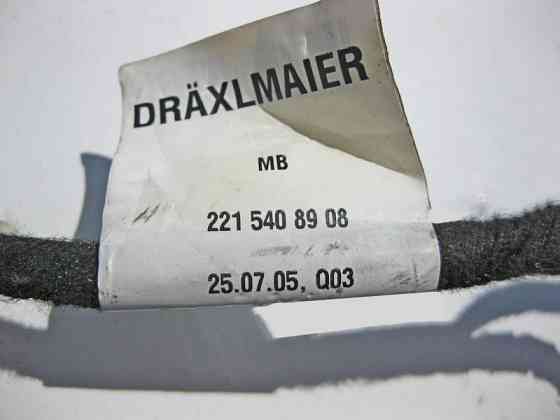 DRÄXLMAIER
MB
221 540 89 08
25.07.05, Q03